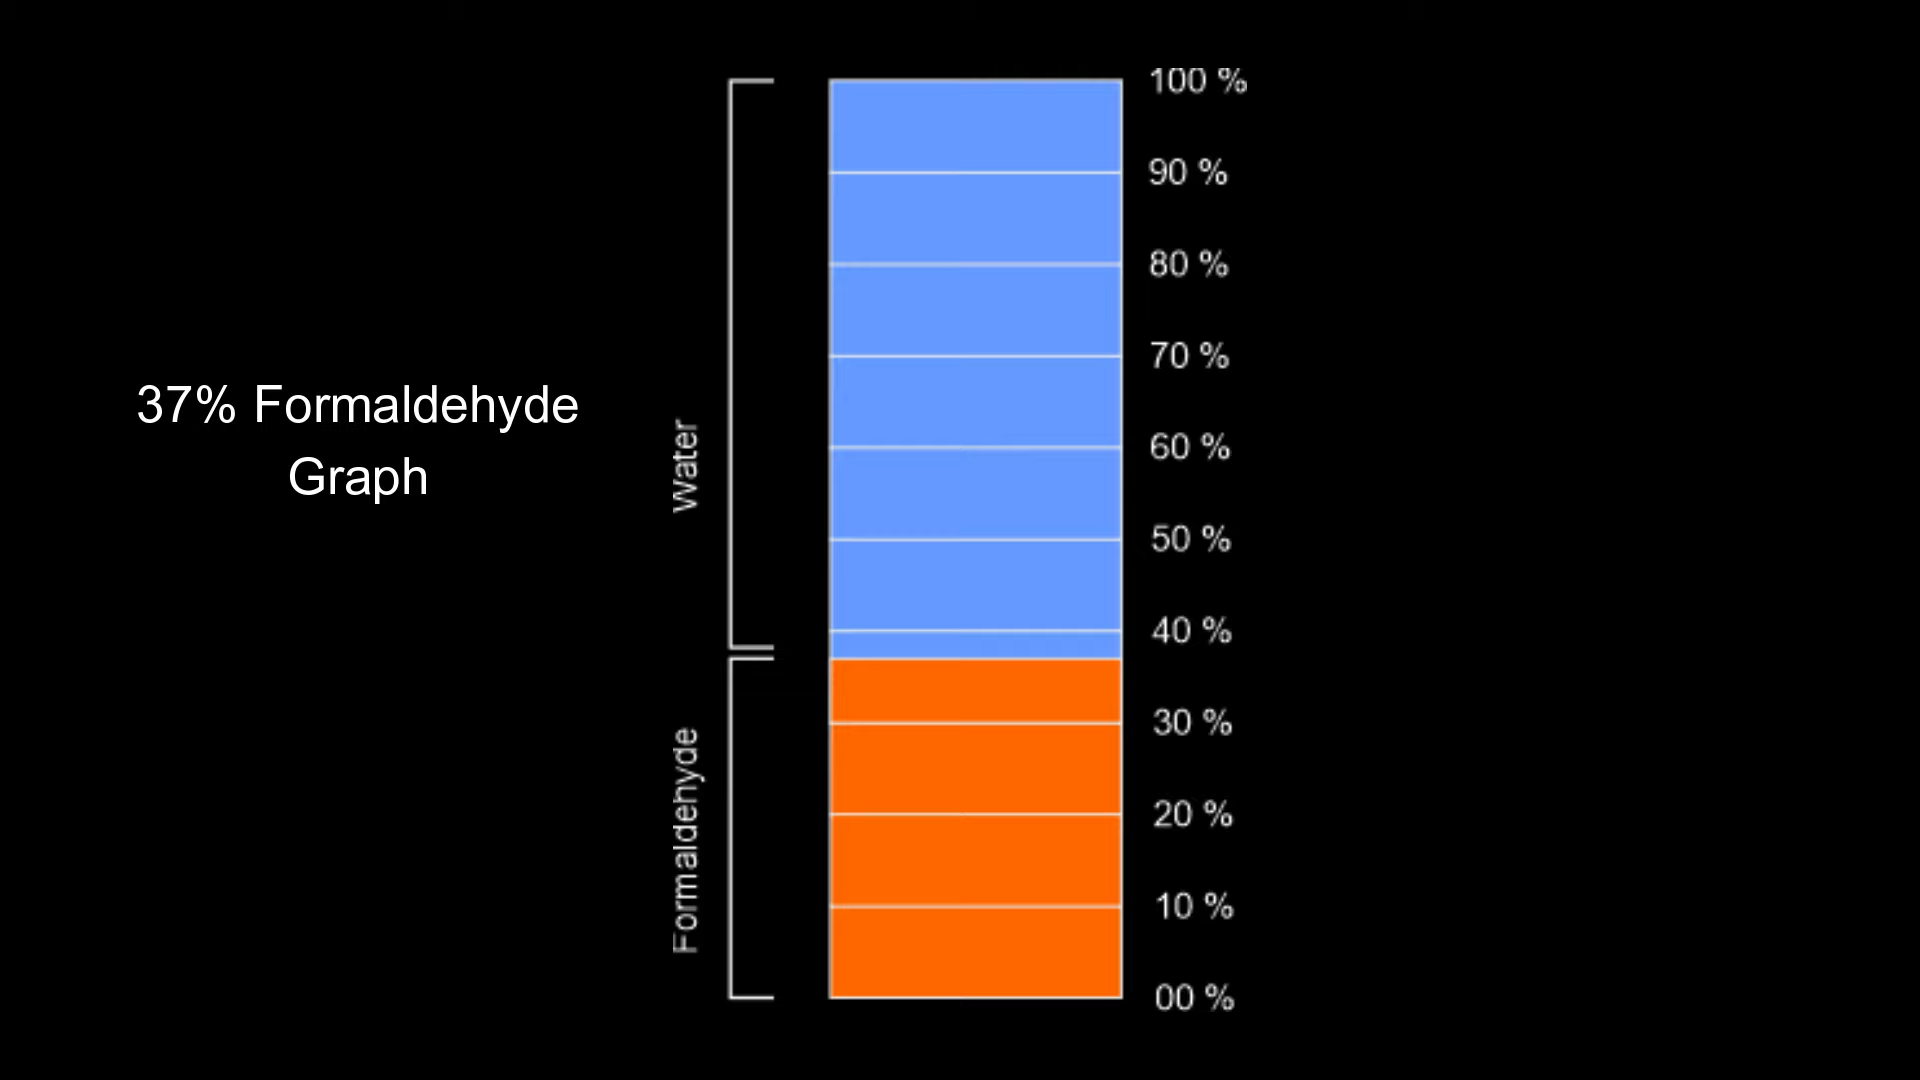 37% Formaldehyde
Graph
Water
Formaldehyde
100 %
90 %
80 %
70 %
60 %
50 %
40 %
30 %
20 %
10 %
00 %